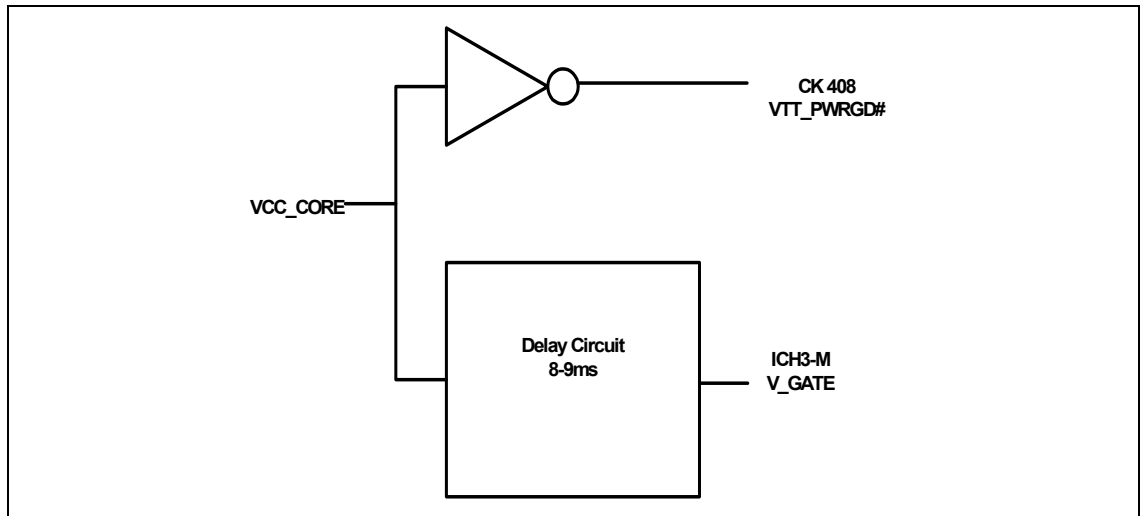 CK 408
VTT_PWRGD#
VCC_CORE
Delay Circuit
8-9ms
ICH3-M
V_GATE